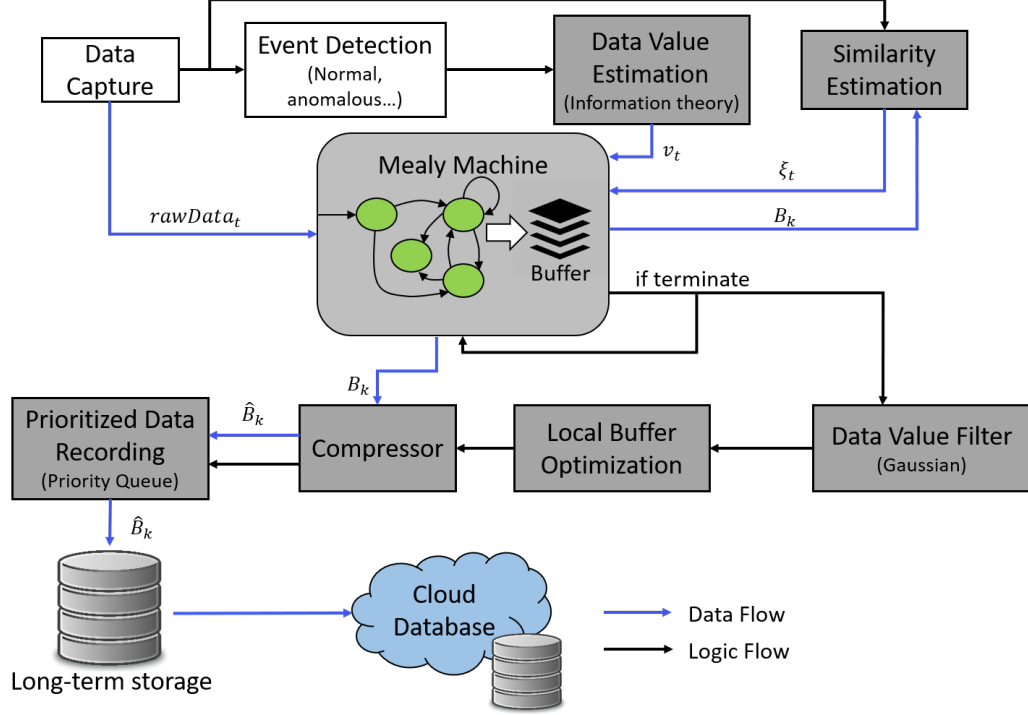 Data
Capture
Event Detection
(Normal,
anomalous…)
Data Value
Estimation
(Information theory)
Similarity
Estimation
v_t
Mealy Machine
ξ_t
rawData_t
B_k
Buffer
if terminate
B_k
Prioritized Data
Recording
(Priority Queue)
B̂_k
Compressor
Local Buffer
Optimization
Data Value Filter
(Gaussian)
B̂_k
Cloud
Database
Data Flow
Logic Flow
Long-term storage